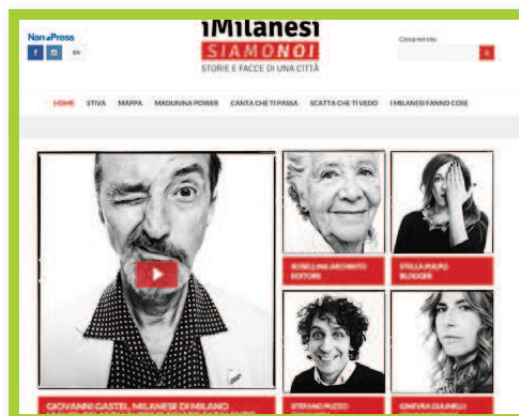 iMilanesi
SIAMONOI
STORIE E FACCE DI UNA CITTÀ
NanoPress
f
EN
Cerca nel sito
HOME STIVA MAPPA MADUNINA POWER CANTA CHE TI PASSA SCATTA CHE TI VEDO I MILANESI FANNO COSE
ROSELLINA ARCHINTO
EDITORE
STELLA PULPO
BLOGGER
GIOVANNI GASTEL, MILANESE DI MILANO
STEFANO
GINEVRA